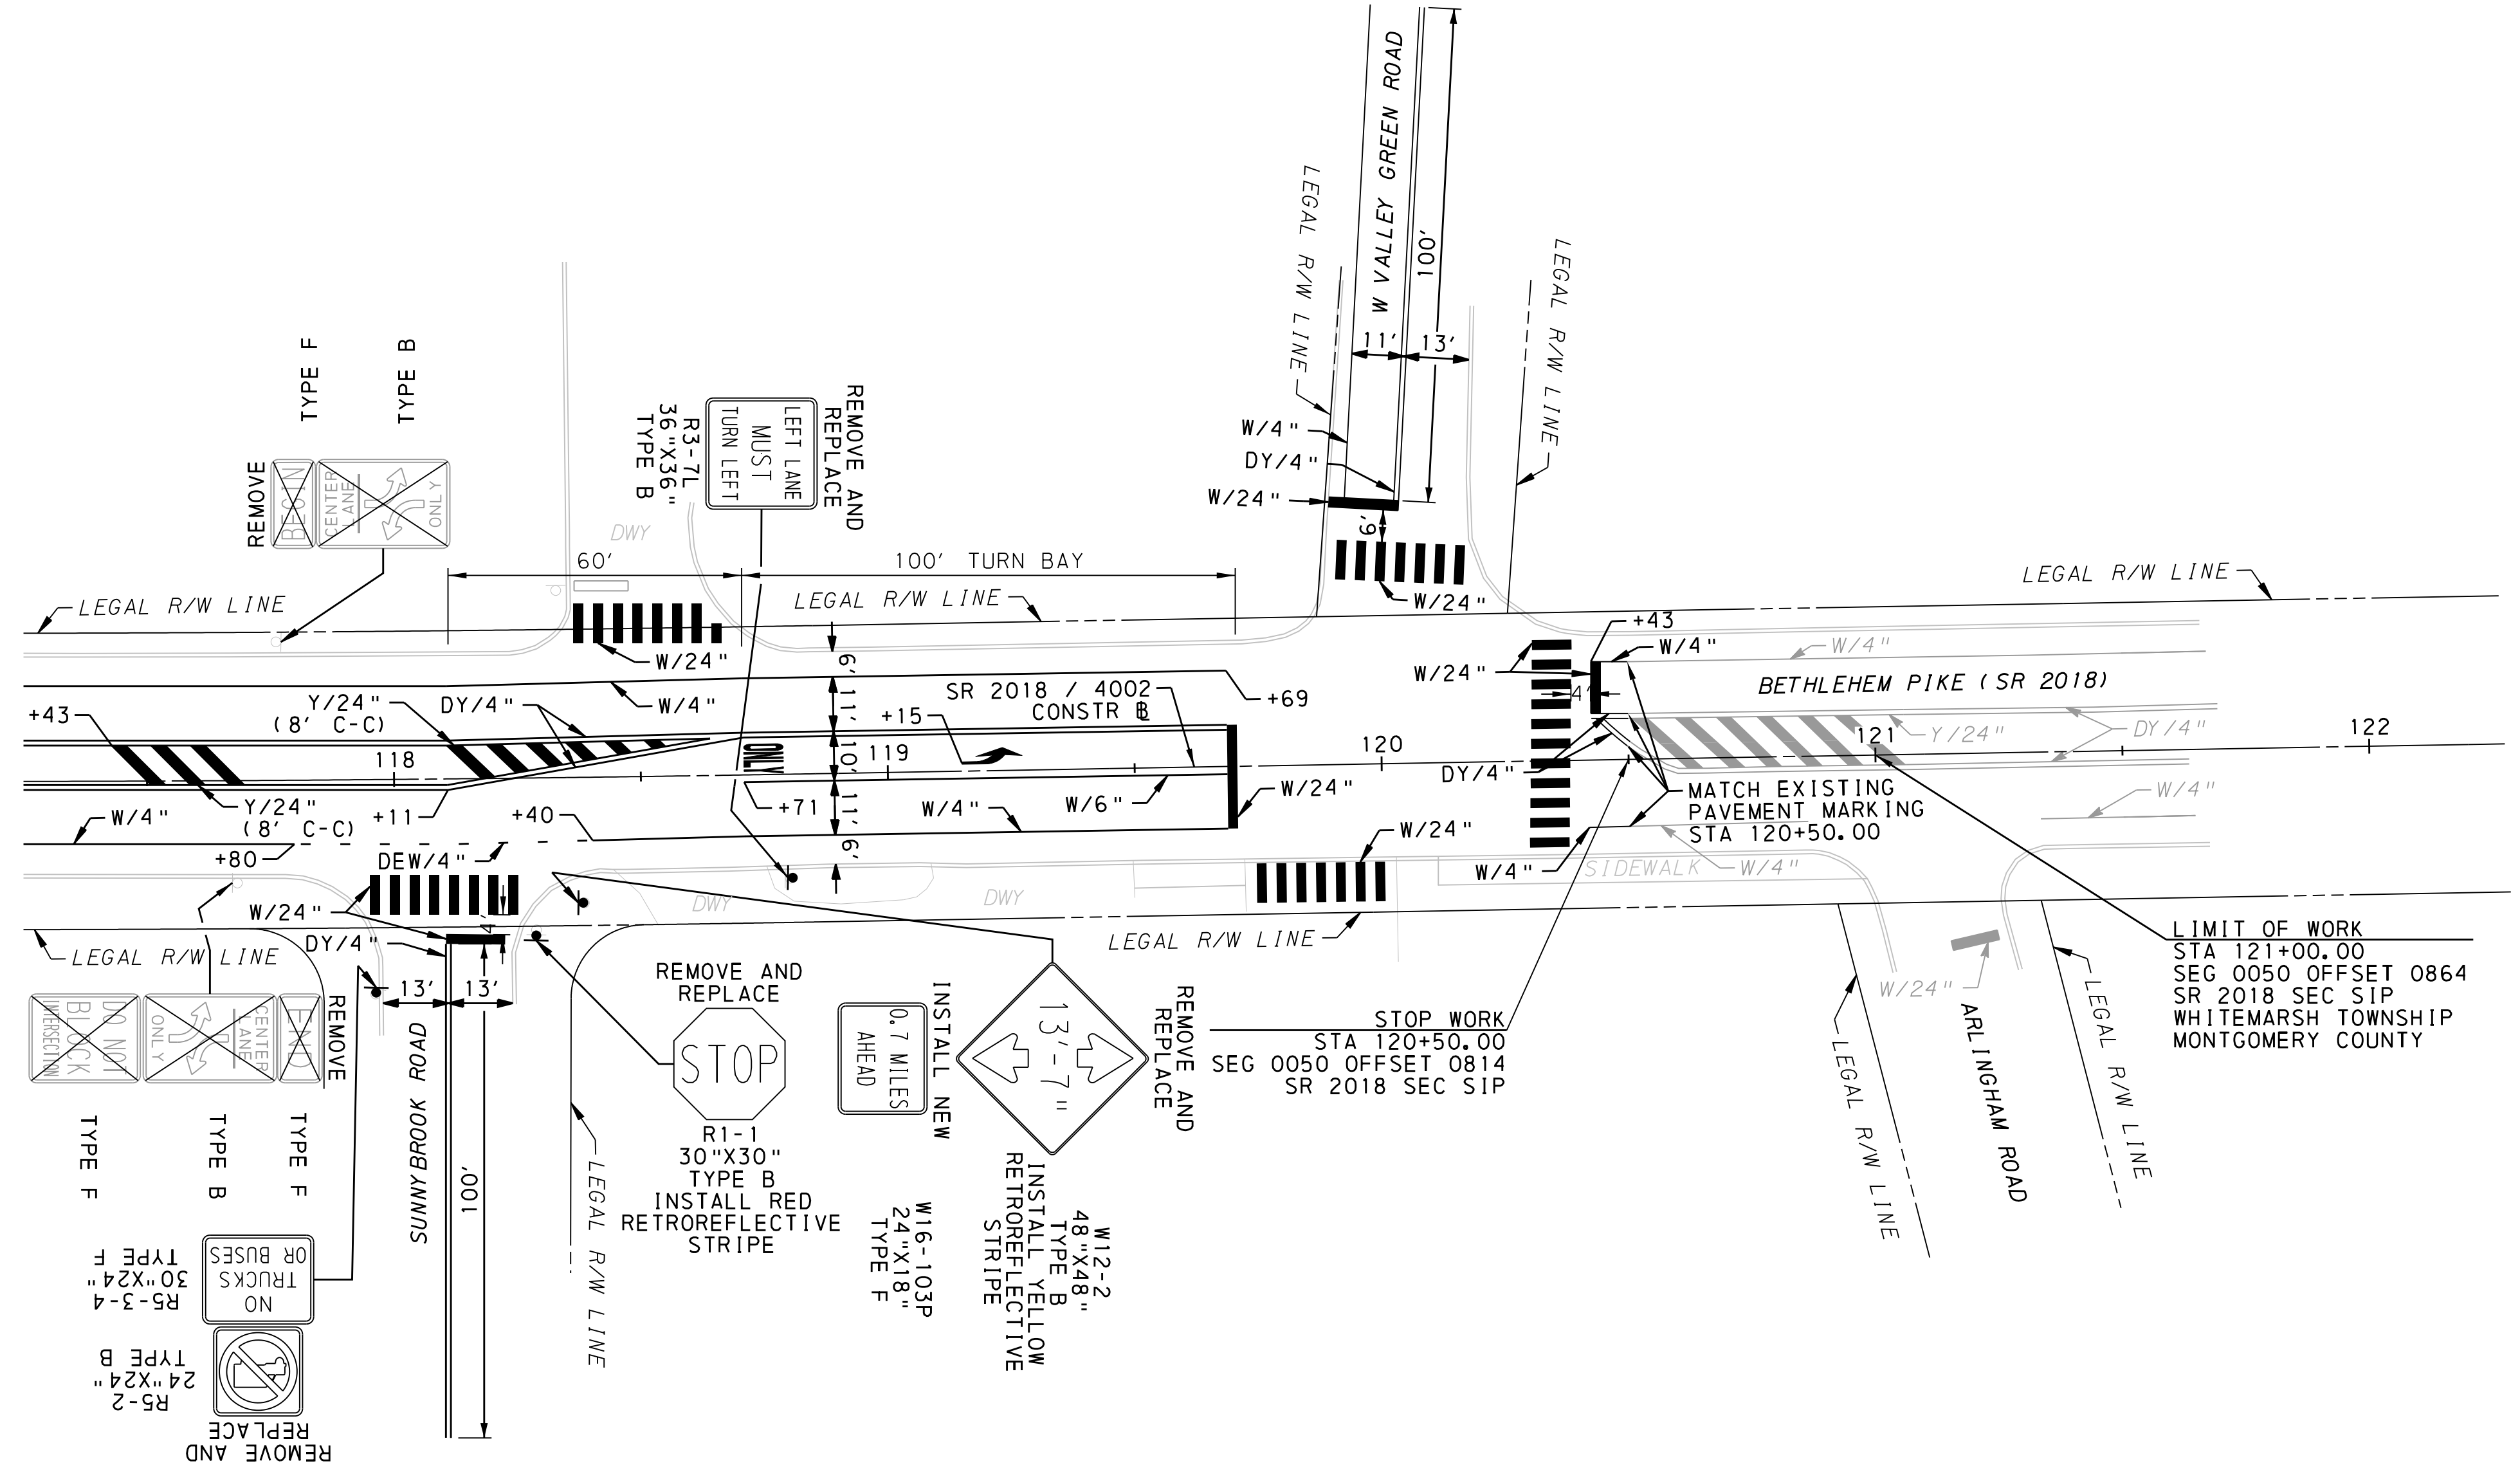 W VALLEY GREEN ROAD
100'
LEGAL R/W LINE
LEGAL R/W LINE
11'
13'
W/4"
DY/4"
W/24"
6'
W/24"
TYPE F
TYPE B
REMOVE
BEGIN
CENTER
LANE
ONLY
REMOVE AND
REPLACE
LEFT LANE
MUST
TURN LEFT
R3-7L
36"X36"
TYPE B
DWY
60'
100' TURN BAY
LEGAL R/W LINE
LEGAL R/W LINE
LEGAL R/W LINE
W/24"
+43
Y/24"
(8' C-C)
DY/4"
W/4"
6'
11'
10'
11'
6'
SR 2018 / 4002
CONSTR BL
+15
+69
ONLY
118
119
120
121
122
W/4"
Y/24"
(8' C-C)
+11
+40
+71
W/4"
W/6"
W/24"
+80
DEW/4"
W/24"
4'
+43
W/4"
W/4"
BETHLEHEM PIKE (SR 2018)
DY/4"
Y/24"
DY/4"
W/4"
MATCH EXISTING
PAVEMENT MARKING
STA 120+50.00
W/24"
W/4"
SIDEWALK
W/4"
DWY
DWY
W/24"
4'
DY/4"
LEGAL R/W LINE
LEGAL R/W LINE
13'
13'
SUNNYBROOK ROAD
100'
LEGAL R/W LINE
REMOVE
END
CENTER
LANE
ONLY
DO NOT
BLOCK
INTERSECTION
TYPE F
TYPE B
TYPE F
REMOVE AND
REPLACE
STOP
R1-1
30"X30"
TYPE B
INSTALL RED
RETROREFLECTIVE
STRIPE
INSTALL NEW
0.7 MILES
AHEAD
W16-103P
24"X18"
TYPE F
REMOVE AND
REPLACE
13'-7"
W12-2
48"X48"
TYPE B
INSTALL YELLOW
RETROREFLECTIVE
STRIPE
STOP WORK
STA 120+50.00
SEG 0050 OFFSET 0814
SR 2018 SEC SIP
LIMIT OF WORK
STA 121+00.00
SEG 0050 OFFSET 0864
SR 2018 SEC SIP
WHITEMARSH TOWNSHIP
MONTGOMERY COUNTY
W/24"
ARLINGHAM ROAD
LEGAL R/W LINE
LEGAL R/W LINE
NO
TRUCKS
OR BUSES
R5-3-4
30"X24"
TYPE F
REMOVE AND
REPLACE
R5-2
24"X24"
TYPE B